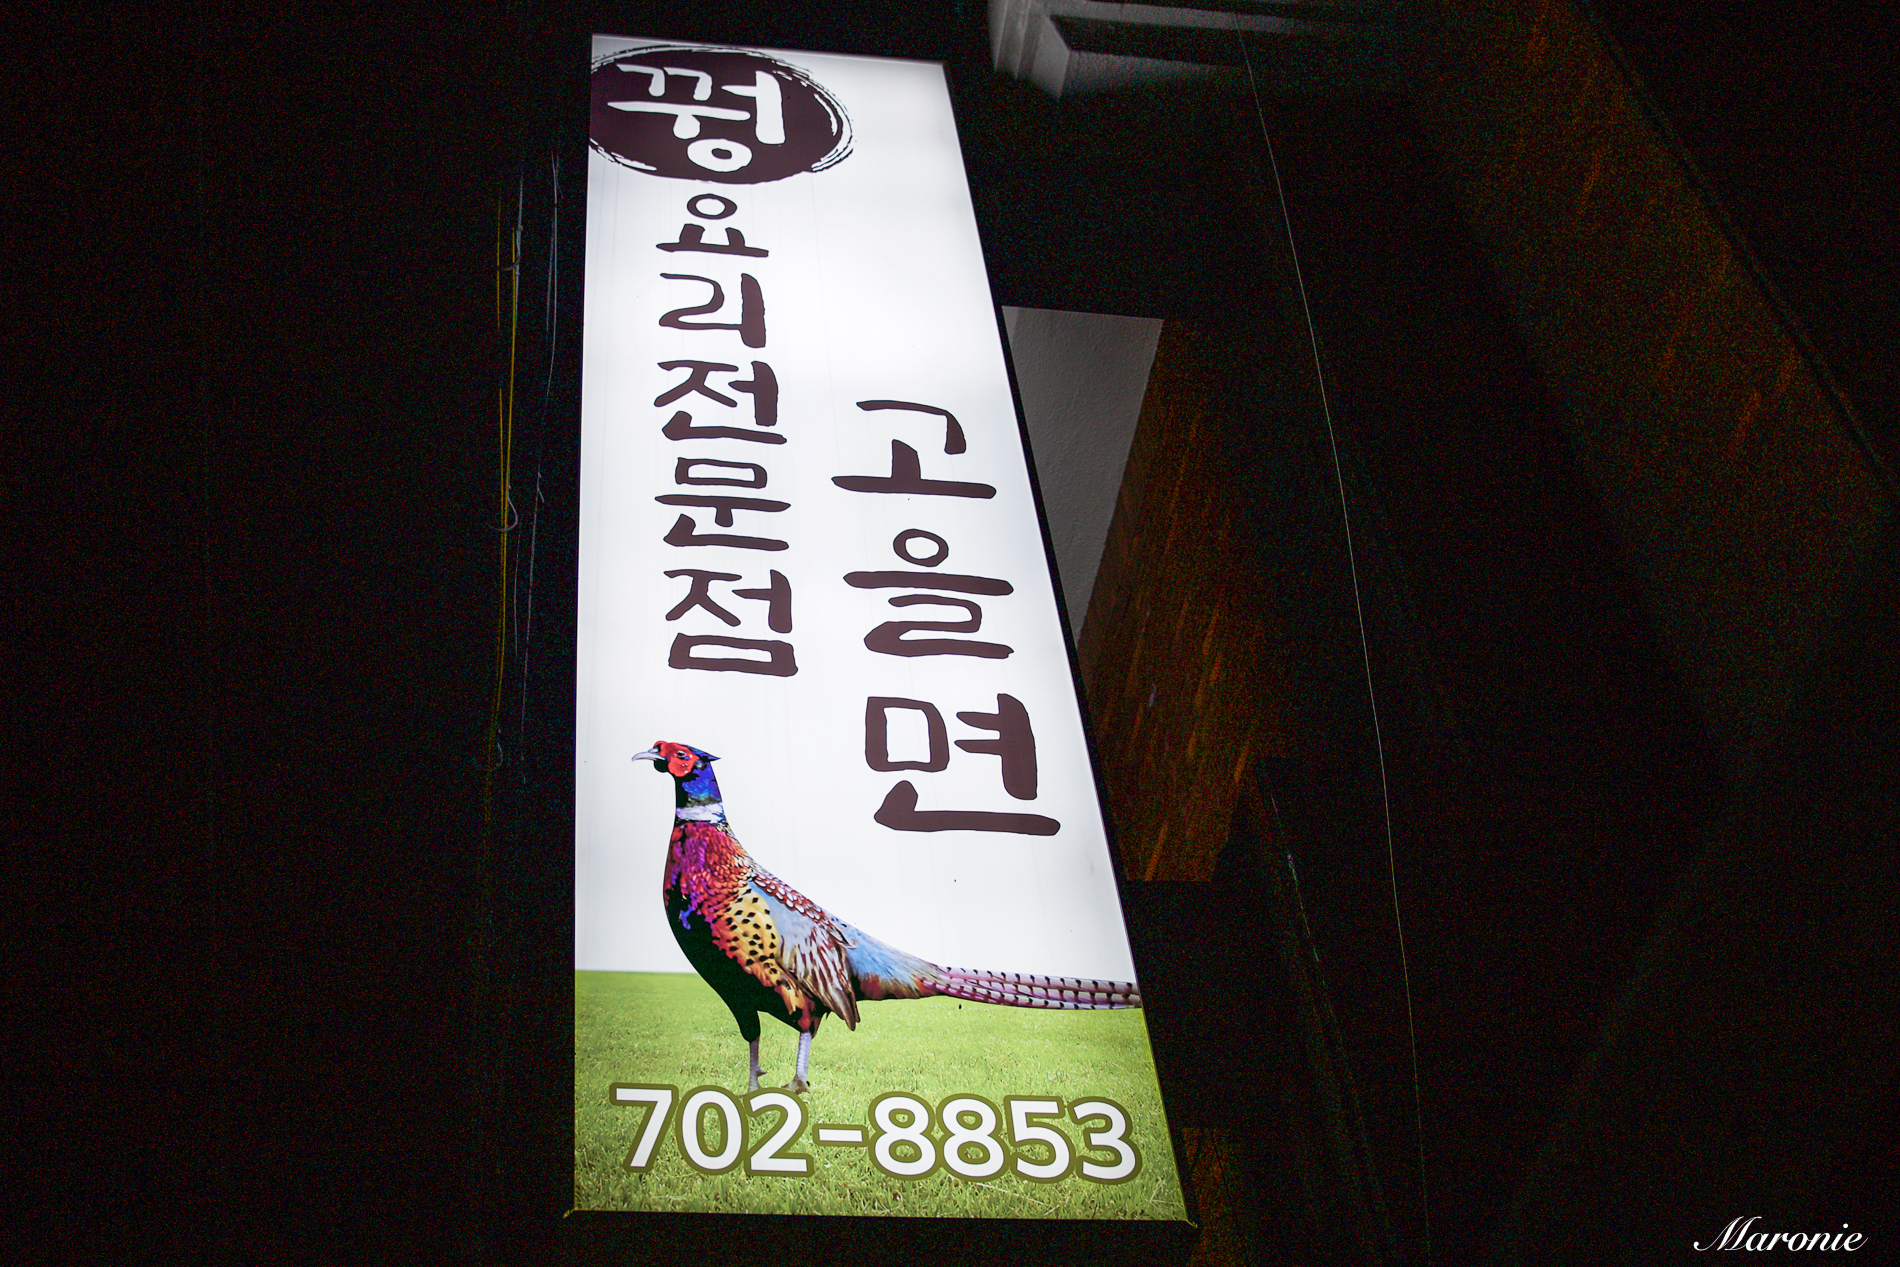 꿩요리전문점
고을면
702-8853
Maronie